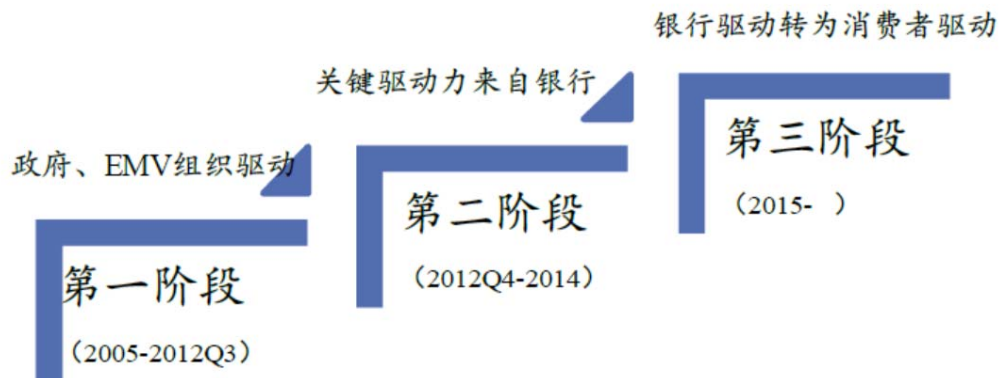 政府、EMV组织驱动
第一阶段
（2005-2012Q3）
关键驱动力来自银行
第二阶段
（2012Q4-2014）
银行驱动转为消费者驱动
第三阶段
（2015- ）